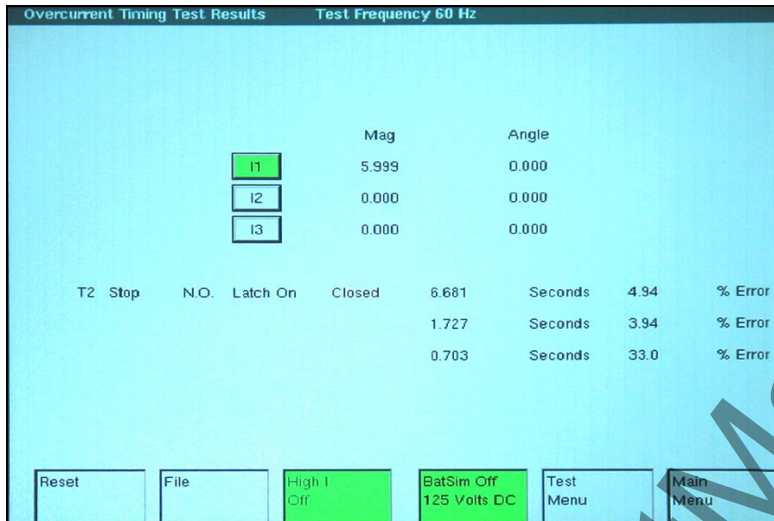 Overcurrent Timing Test Results Test Frequency 60 Hz
Mag Angle
I1 5.999 0.000
I2 0.000 0.000
I3 0.000 0.000
T2 Stop N.O. Latch On Closed 6.681 Seconds 4.94 % Error
1.727 Seconds 3.94 % Error
0.703 Seconds 33.0 % Error
Reset File High I BatSim Off Test Main
Off 125 Volts DC Menu Menu